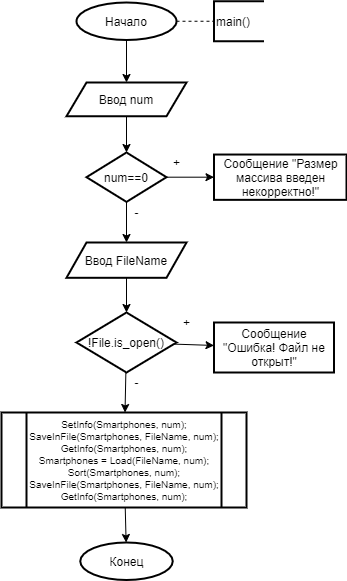 Начало
main()
Ввод num
num==0
+
Сообщение "Размер
массива введен
некорректно!"
-
Ввод FileName
!File.is_open()
+
Сообщение
"Ошибка! Файл не
открыт!"
-
SetInfo(Smartphones, num);
SaveInFile(Smartphones, FileName, num);
GetInfo(Smartphones, num);
Smartphones = Load(FileName, num);
Sort(Smartphones, num);
SaveInFile(Smartphones, FileName, num);
GetInfo(Smartphones, num);
Конец